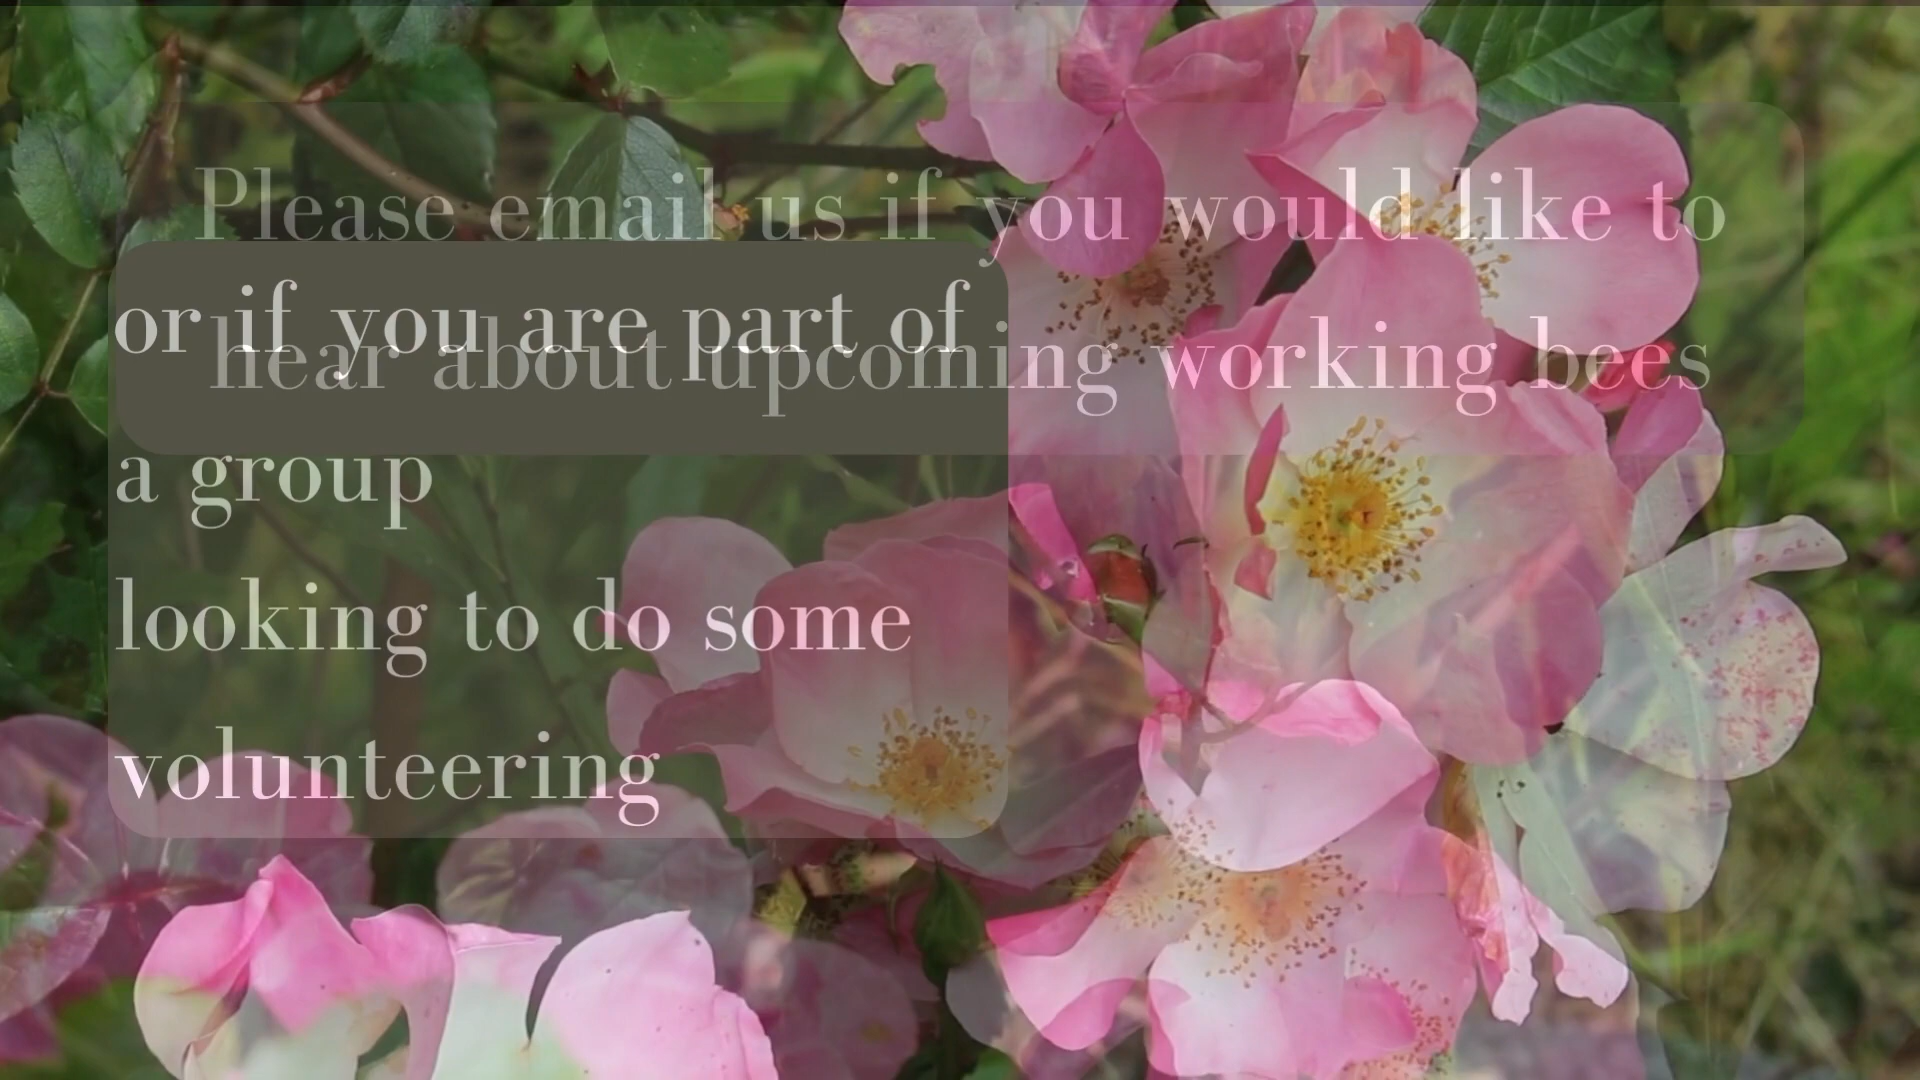 Please email us if you would like to
hear about upcoming working bees
or if you are part of
a group
looking to do some
volunteering